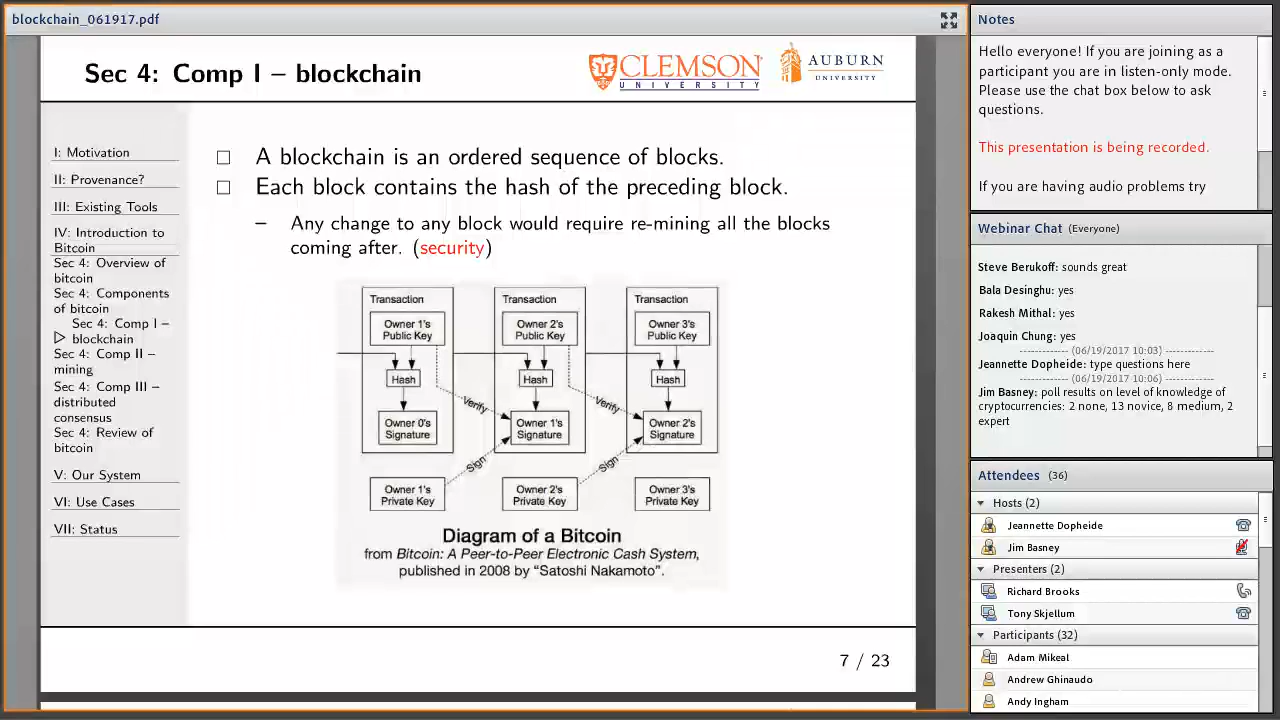 blockchain_061917.pdf
Sec 4: Comp I – blockchain
CLEMSON
UNIVERSITY
AUBURN
UNIVERSITY
I: Motivation
II: Provenance?
III: Existing Tools
IV: Introduction to
Bitcoin
Sec 4: Overview of
bitcoin
Sec 4: Components
of bitcoin
Sec 4: Comp I –
blockchain
Sec 4: Comp II –
mining
Sec 4: Comp III –
distributed
consensus
Sec 4: Review of
bitcoin
V: Our System
VI: Use Cases
VII: Status
A blockchain is an ordered sequence of blocks.
Each block contains the hash of the preceding block.
– Any change to any block would require re-mining all the blocks
coming after. (security)
Transaction
Owner 1's
Public Key
Hash
Owner 0's
Signature
Owner 1's
Private Key
Verify
Sign
Transaction
Owner 2's
Public Key
Hash
Owner 1's
Signature
Owner 2's
Private Key
Verify
Sign
Transaction
Owner 3's
Public Key
Hash
Owner 2's
Signature
Owner 3's
Private Key
Diagram of a Bitcoin
from Bitcoin: A Peer-to-Peer Electronic Cash System,
published in 2008 by “Satoshi Nakamoto”.
7 / 23
Notes
Hello everyone! If you are joining as a
participant you are in listen-only mode.
Please use the chat box below to ask
questions.
This presentation is being recorded.
If you are having audio problems try
Webinar Chat (Everyone)
Steve Berukoff: sounds great
Bala Desinghu: yes
Rakesh Mithal: yes
Joaquin Chung: yes
------------- (06/19/2017 10:03) -------------
Jeannette Dopheide: type questions here
------------- (06/19/2017 10:06) -------------
Jim Basney: poll results on level of knowledge of
cryptocurrencies: 2 none, 13 novice, 8 medium, 2
expert
Attendees (36)
Hosts (2)
Jeannette Dopheide
Jim Basney
Presenters (2)
Richard Brooks
Tony Skjellum
Participants (32)
Adam Mikeal
Andrew Ghinaudo
Andy Ingham